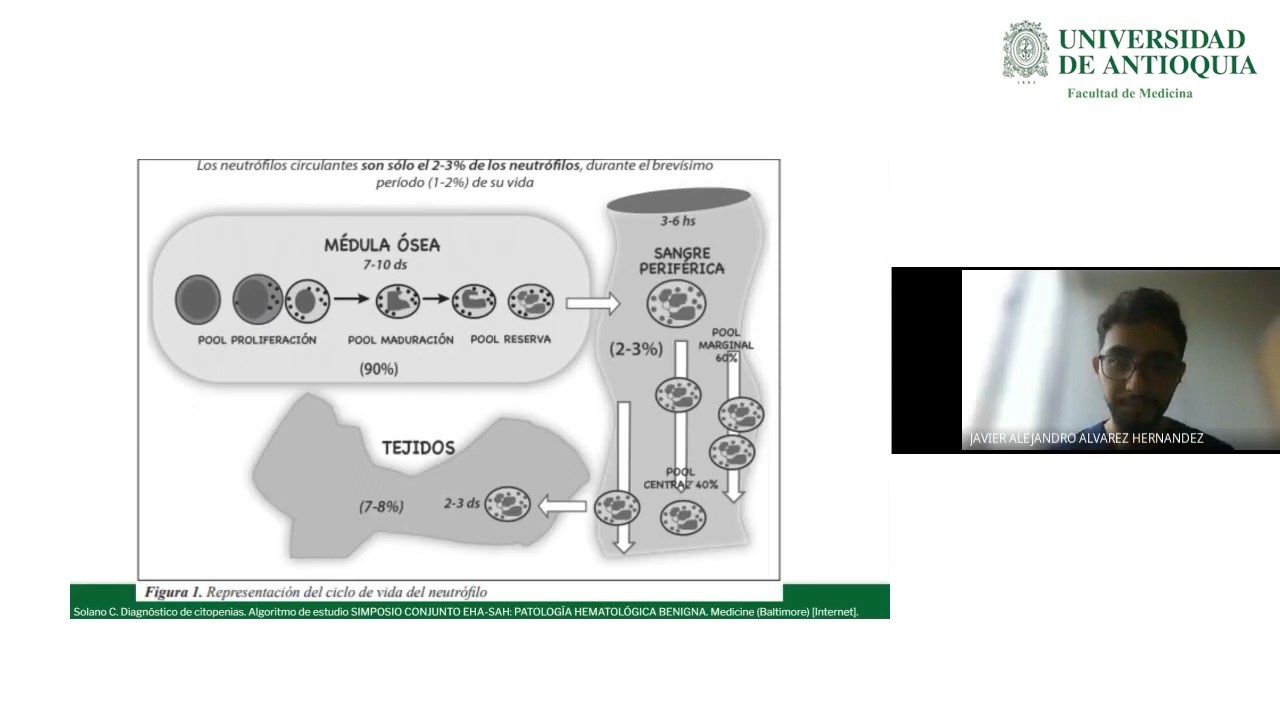 UNIVERSIDAD
DE ANTIOQUIA
1803
Facultad de Medicina
Los neutrófilos circulantes son sólo el 2-3% de los neutrófilos, durante el brevísimo
período (1-2%) de su vida
MÉDULA ÓSEA
7-10 ds
POOL PROLIFERACIÓN
POOL MADURACIÓN
POOL RESERVA
(90%)
3-6 hs
SANGRE
PERIFÉRICA
(2-3%)
POOL
MARGINAL
60%
POOL
CENTRAL 40%
TEJIDOS
(7-8%)
2-3 ds
Figura 1. Representación del ciclo de vida del neutrófilo
Solano C. Diagnóstico de citopenias. Algoritmo de estudio SIMPOSIO CONJUNTO EHA-SAH: PATOLOGÍA HEMATOLÓGICA BENIGNA. Medicine (Baltimore) [Internet].
JAVIER ALEJANDRO ALVAREZ HERNANDEZ